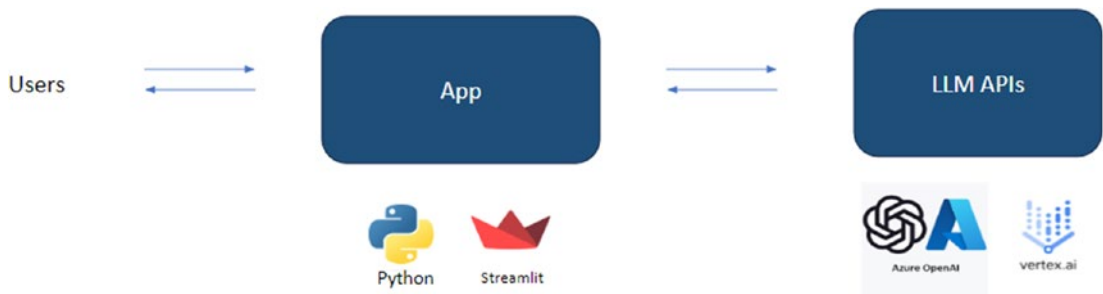 Users
App
LLM APIs
Python
Streamlit
Azure OpenAI
vertex.ai